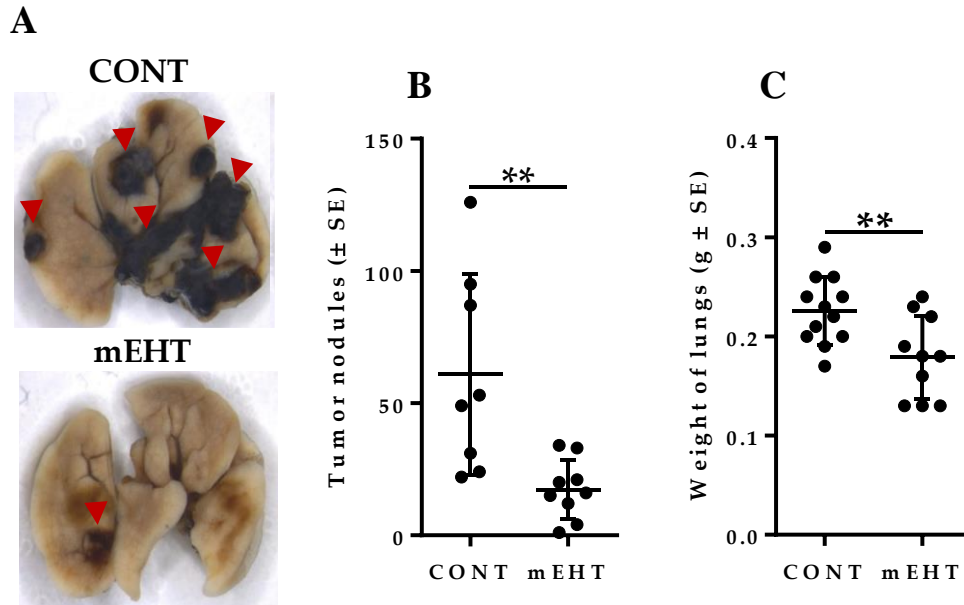 A
CONT
mEHT
B
Tumor nodules (± SE)
150
100
50
0
**
CONT mEHT
C
Weight of lungs (g ± SE)
0.4
0.3
0.2
0.1
0.0
**
CONT mEHT